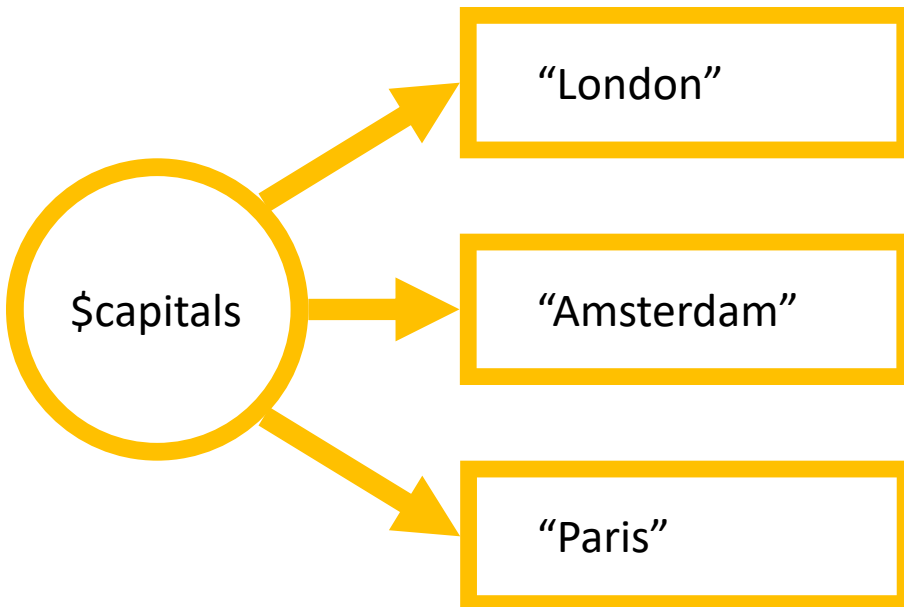 “London”
$capitals
“Amsterdam”
“Paris”